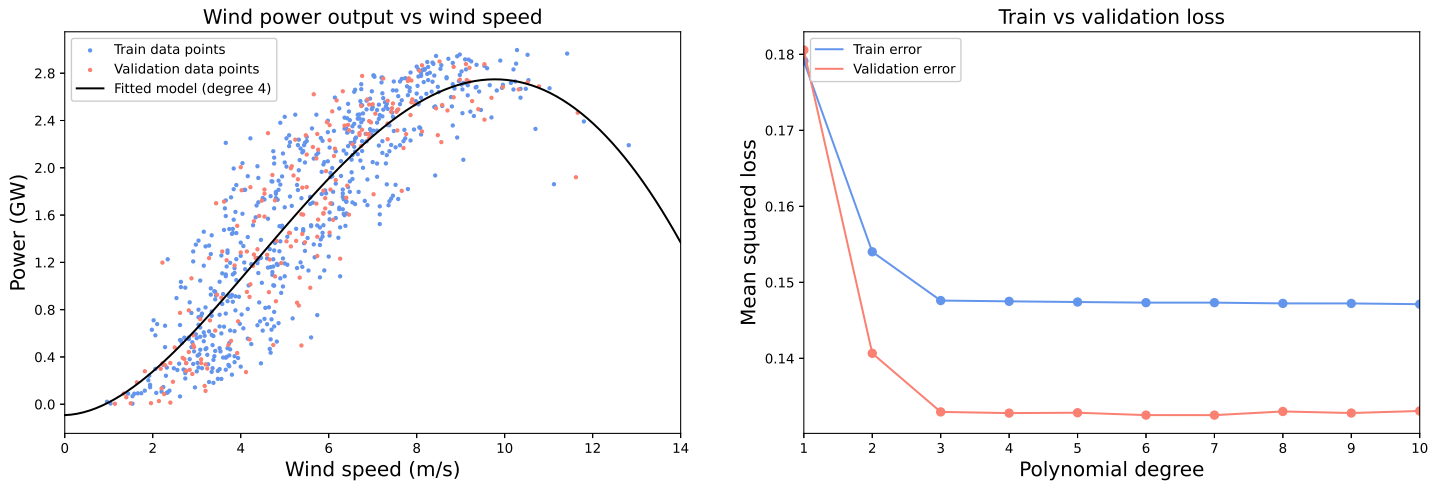 Wind power output vs wind speed
Train data points
Validation data points
Fitted model (degree 4)
2.8
2.4
2.0
1.6
1.2
0.8
0.4
0.0
Power (GW)
0 2 4 6 8 10 12 14
Wind speed (m/s)
Train vs validation loss
Train error
Validation error
0.18
0.17
0.16
0.15
0.14
Mean squared loss
1 2 3 4 5 6 7 8 9 10
Polynomial degree